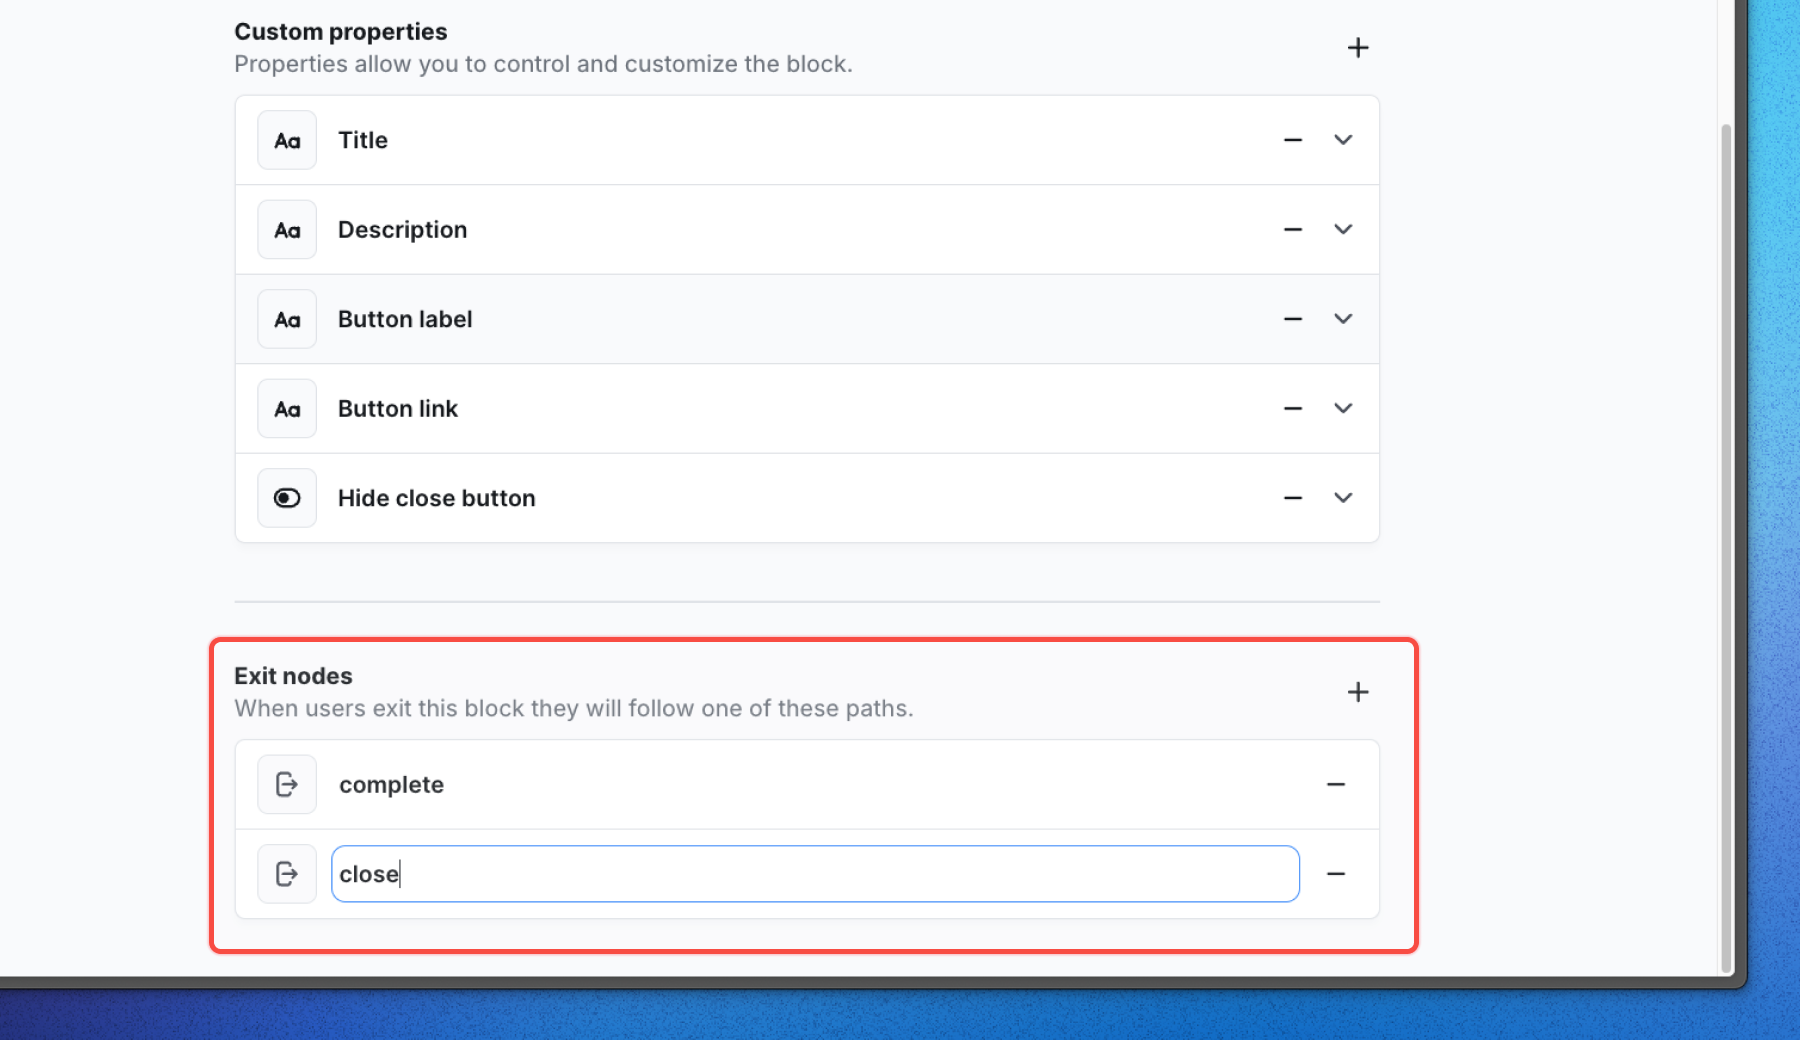 Custom properties
Properties allow you to control and customize the block.
Aa Title
Aa Description
Aa Button label
Aa Button link
Hide close button
Exit nodes
When users exit this block they will follow one of these paths.
complete
close